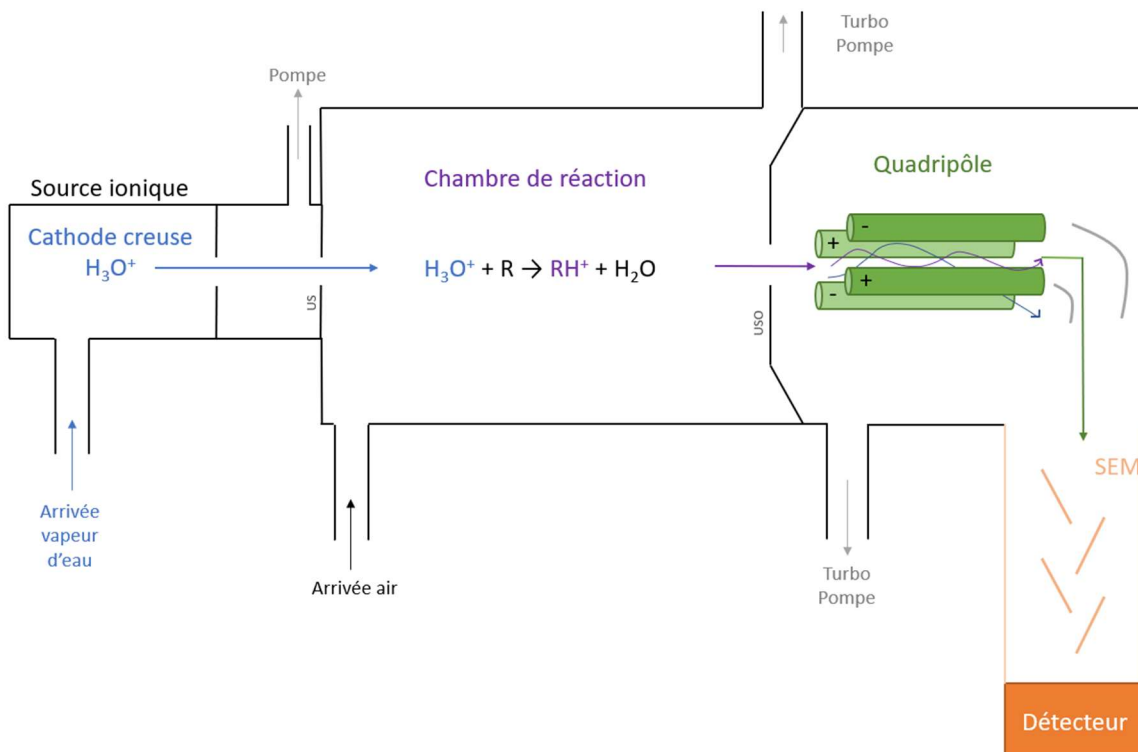 Turbo
Pompe
Pompe
Source ionique
Chambre de réaction
Quadripôle
Cathode creuse
H₃O⁺
H₃O⁺ + R → RH⁺ + H₂O
US
USO
-
+
+
-
SEM
Arrivée
vapeur
d'eau
Arrivée air
Turbo
Pompe
Détecteur